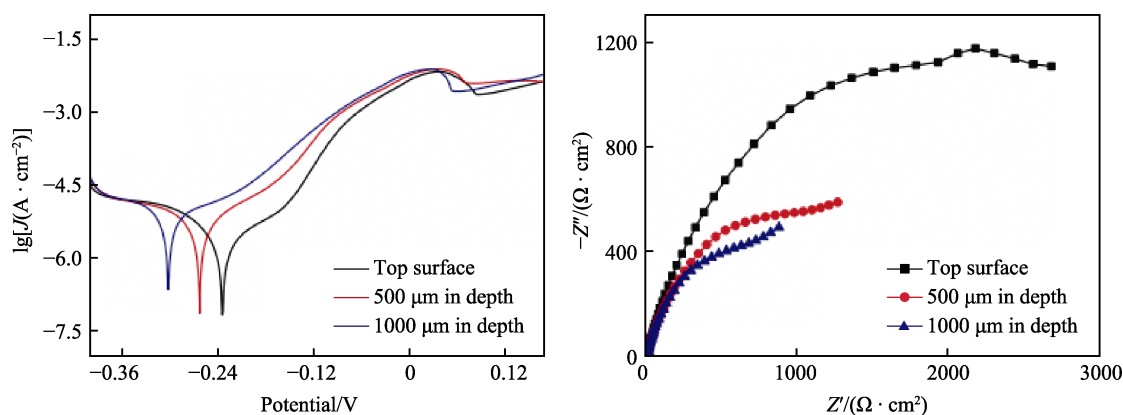 −1.5
−3.0
−4.5
−6.0
−7.5
lg[J(A · cm⁻²)]
Top surface
500 μm in depth
1000 μm in depth
−0.36
−0.24
−0.12
0
0.12
Potential/V
1200
800
400
0
−Z″/(Ω · cm²)
Top surface
500 μm in depth
1000 μm in depth
0
1000
2000
3000
Z′/(Ω · cm²)